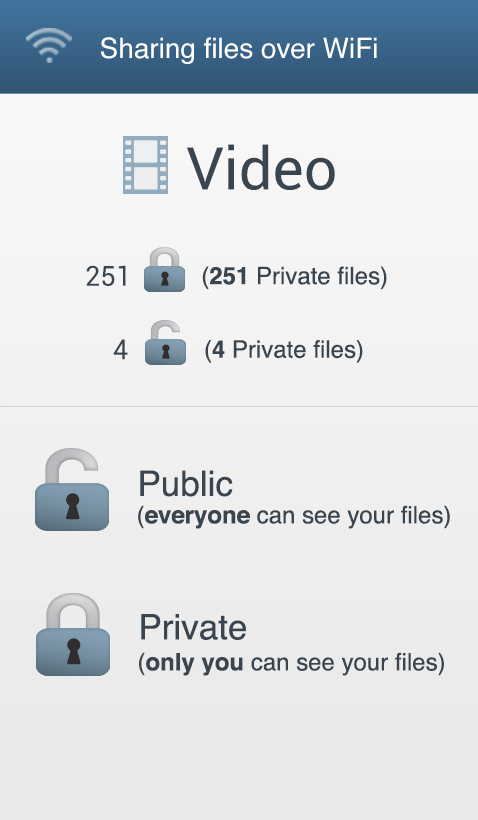 Sharing files over WiFi
Video
251 (251 Private files)
4 (4 Private files)
Public
(everyone can see your files)
Private
(only you can see your files)